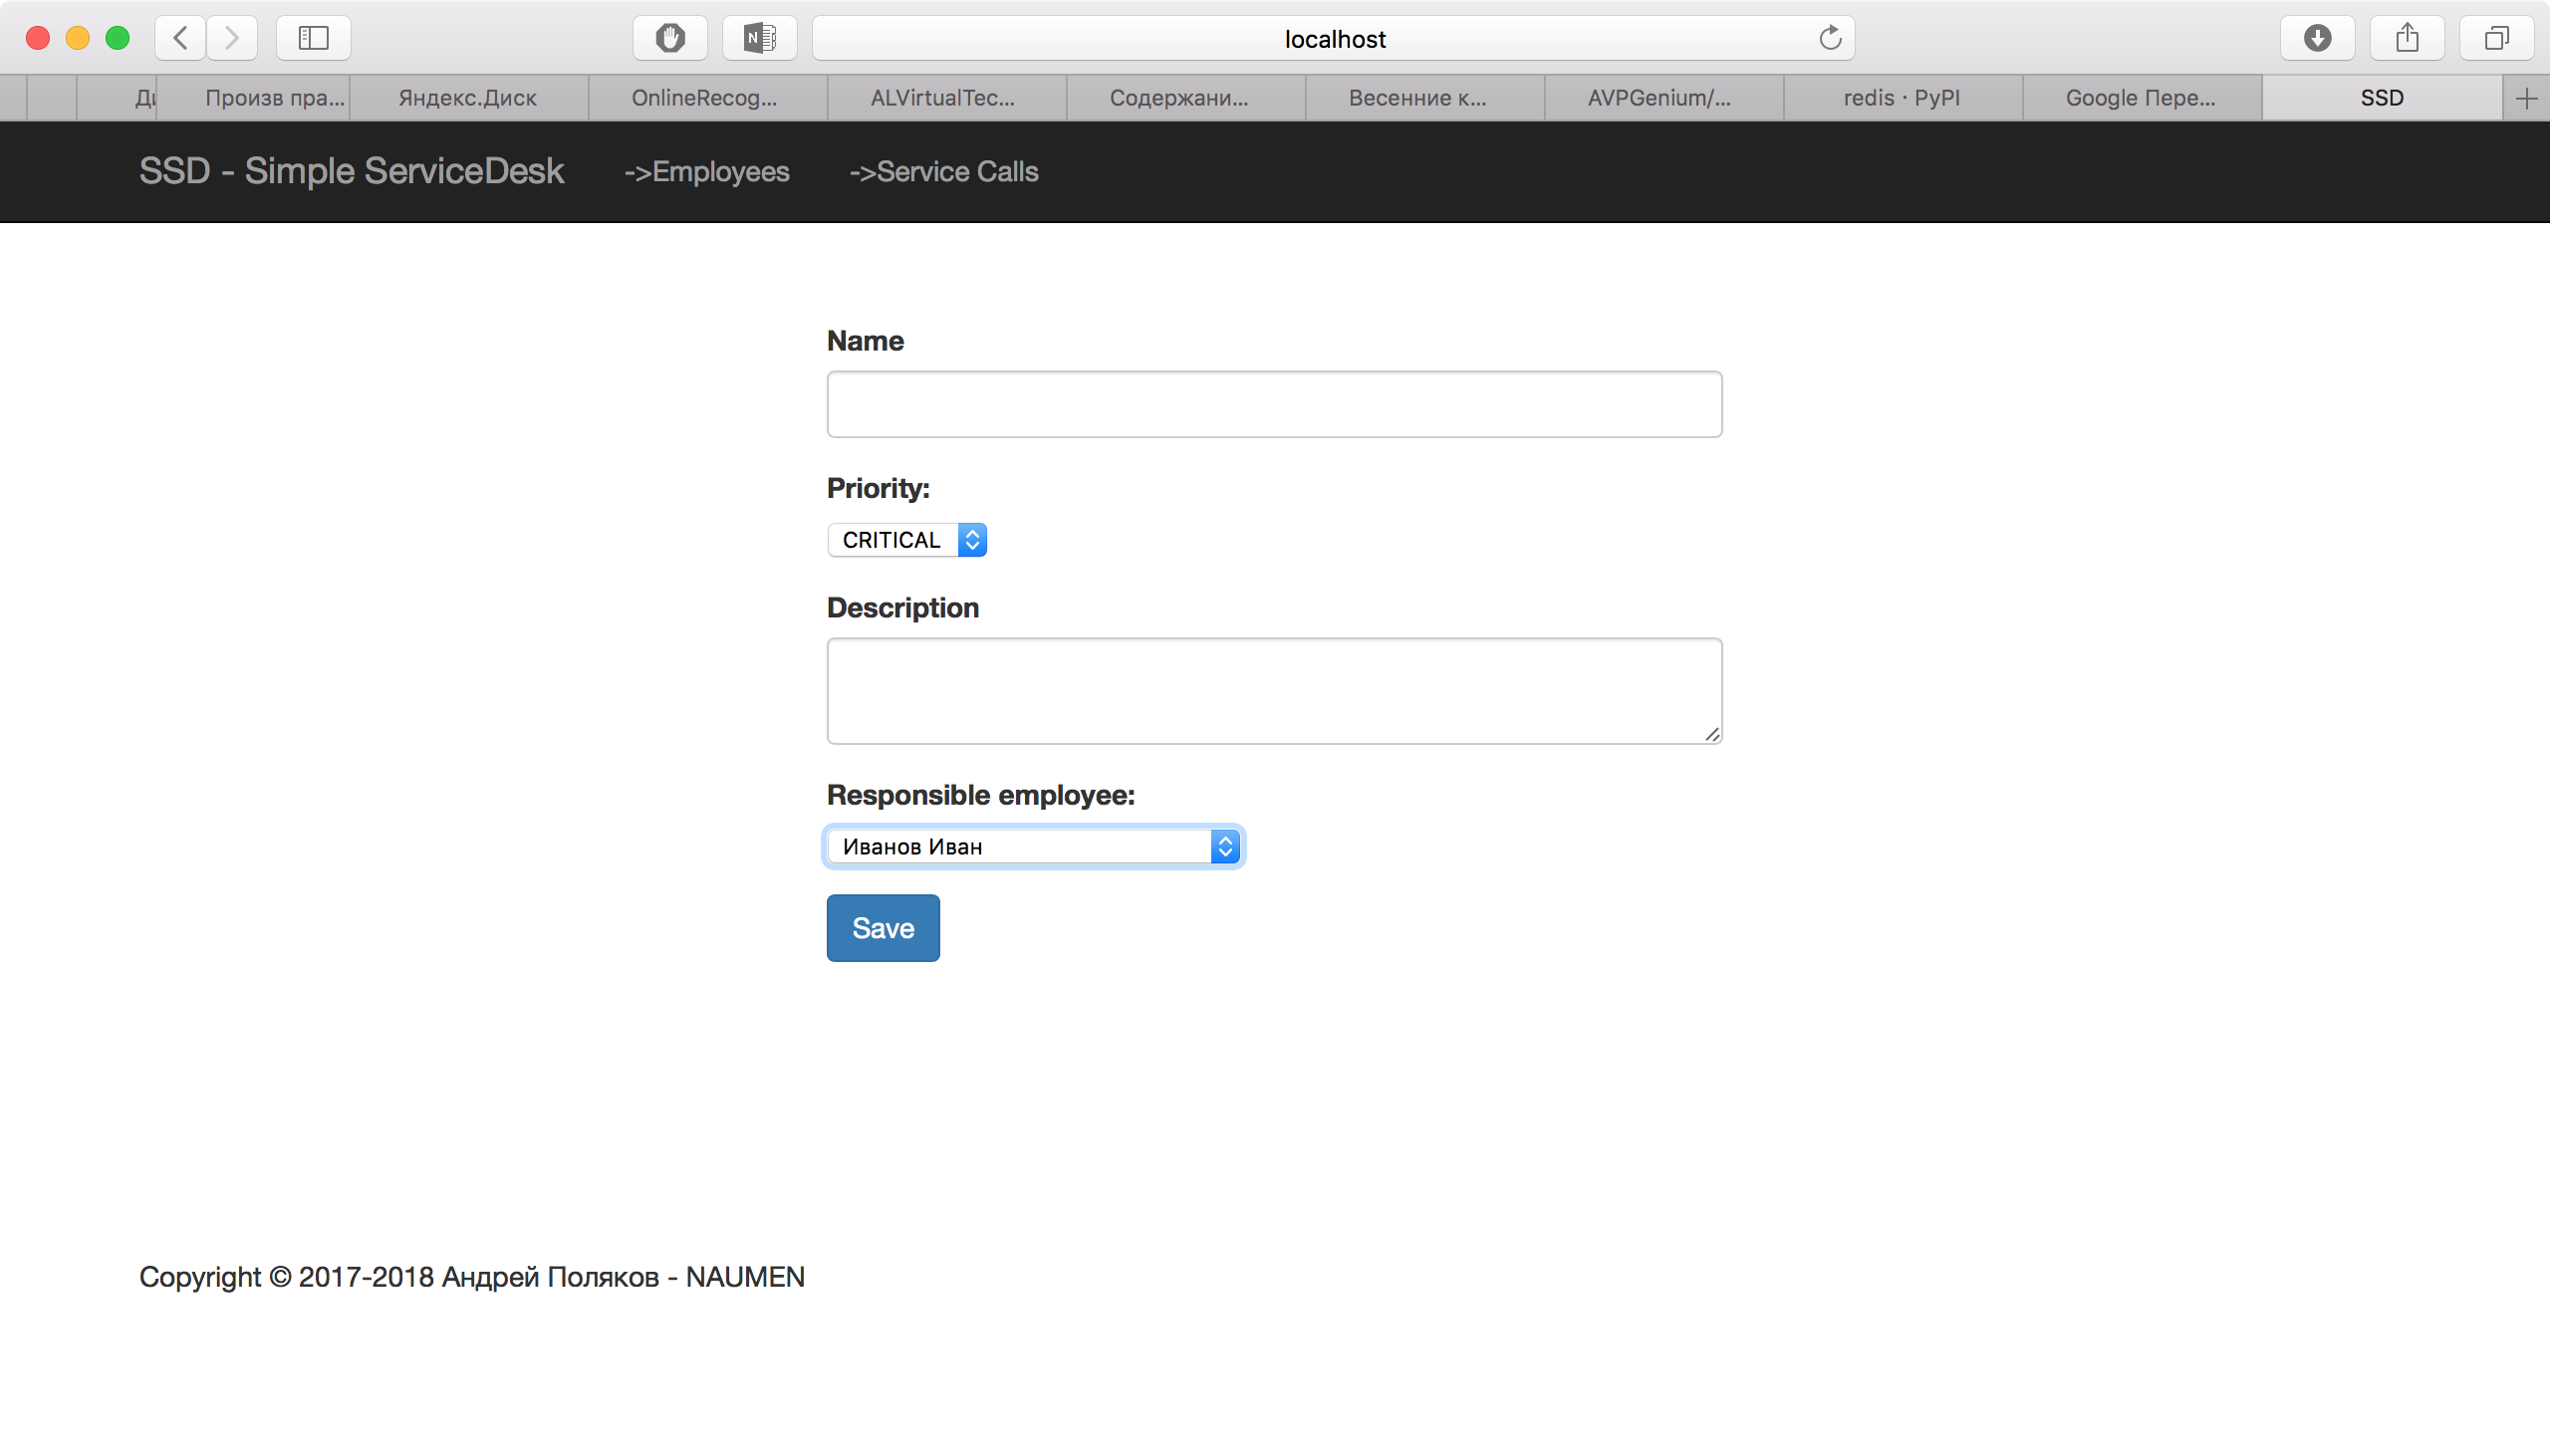 localhost
Произв пра... Яндекс.Диск OnlineRecog... ALVirtualTec... Содержани... Весенние к... AVPGenium/... redis · PyPI Google Пере... SSD
SSD - Simple ServiceDesk ->Employees ->Service Calls
Name
Priority:
CRITICAL
Description
Responsible employee:
Иванов Иван
Save
Copyright © 2017-2018 Андрей Поляков - NAUMEN